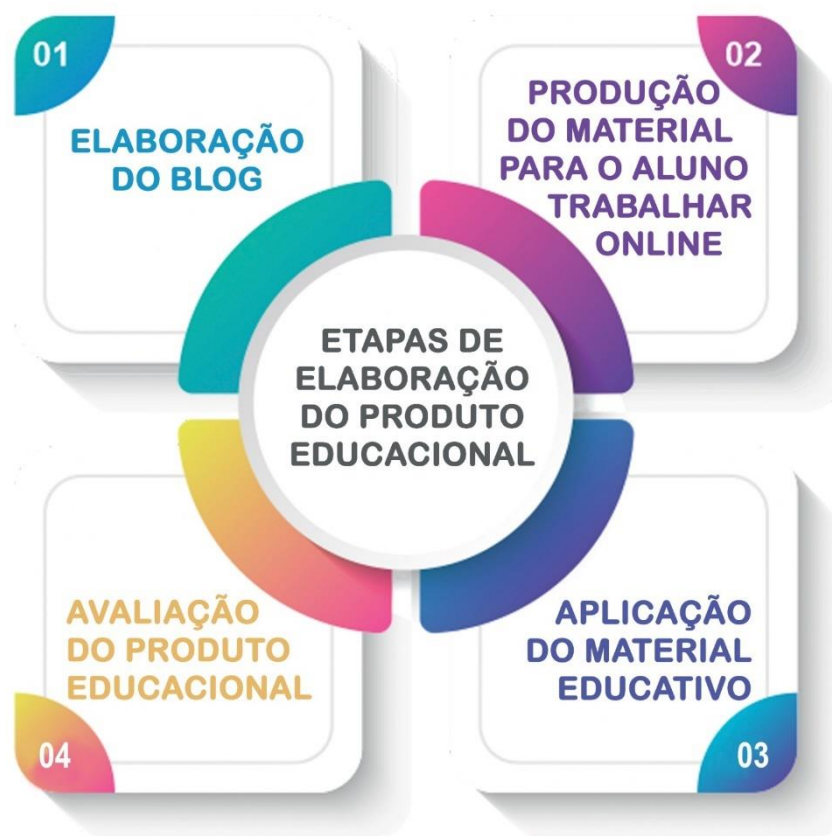 01
ELABORAÇÃO
DO BLOG
02
PRODUÇÃO
DO MATERIAL
PARA O ALUNO
TRABALHAR
ONLINE
ETAPAS DE
ELABORAÇÃO
DO PRODUTO
EDUCACIONAL
APLICAÇÃO
DO MATERIAL
EDUCATIVO
03
AVALIAÇÃO
DO PRODUTO
EDUCACIONAL
04